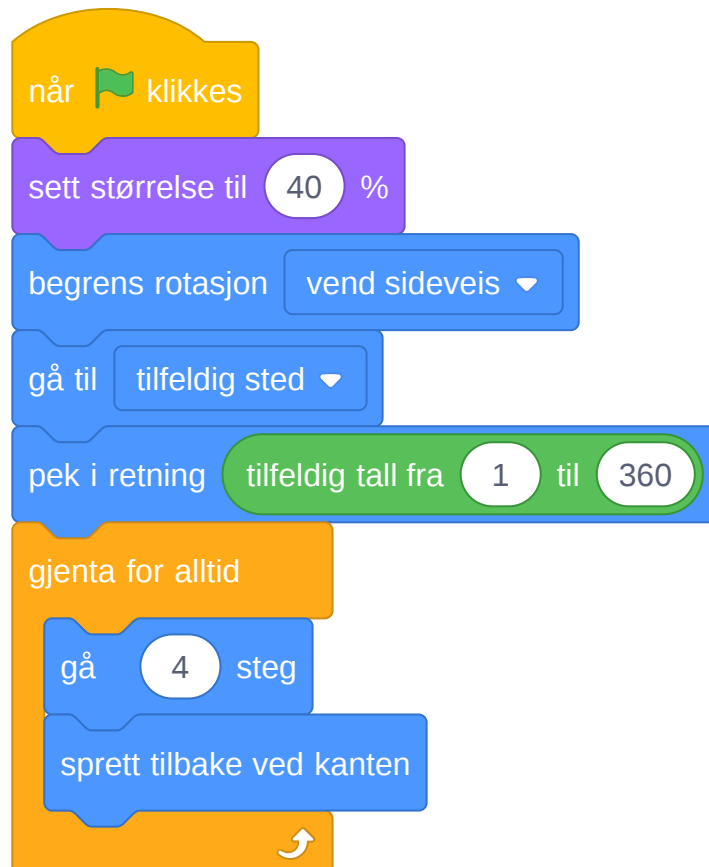 når klikkes
sett størrelse til 40 %
begrens rotasjon vend sideveis
gå til tilfeldig sted
pek i retning tilfeldig tall fra 1 til 360
gjenta for alltid
gå 4 steg
sprett tilbake ved kanten